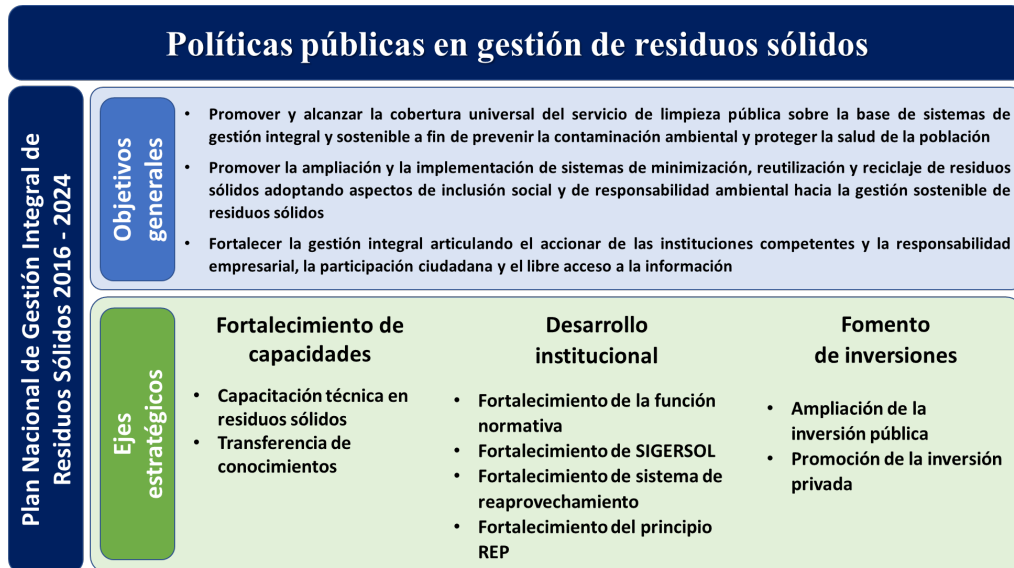 Políticas públicas en gestión de residuos sólidos
Plan Nacional de Gestión Integral de
Residuos Sólidos 2016 - 2024
Objetivos
generales
• Promover y alcanzar la cobertura universal del servicio de limpieza pública sobre la base de sistemas de
gestión integral y sostenible a fin de prevenir la contaminación ambiental y proteger la salud de la población
• Promover la ampliación y la implementación de sistemas de minimización, reutilización y reciclaje de residuos
sólidos adoptando aspectos de inclusión social y de responsabilidad ambiental hacia la gestión sostenible de
residuos sólidos
• Fortalecer la gestión integral articulando el accionar de las instituciones competentes y la responsabilidad
empresarial, la participación ciudadana y el libre acceso a la información
Ejes
estratégicos
Fortalecimiento de
capacidades
• Capacitación técnica en
residuos sólidos
• Transferencia de
conocimientos
Desarrollo
institucional
• Fortalecimiento de la función
normativa
• Fortalecimiento de SIGERSOL
• Fortalecimiento de sistema de
reaprovechamiento
• Fortalecimiento del principio
REP
Fomento
de inversiones
• Ampliación de la
inversión pública
• Promoción de la inversión
privada